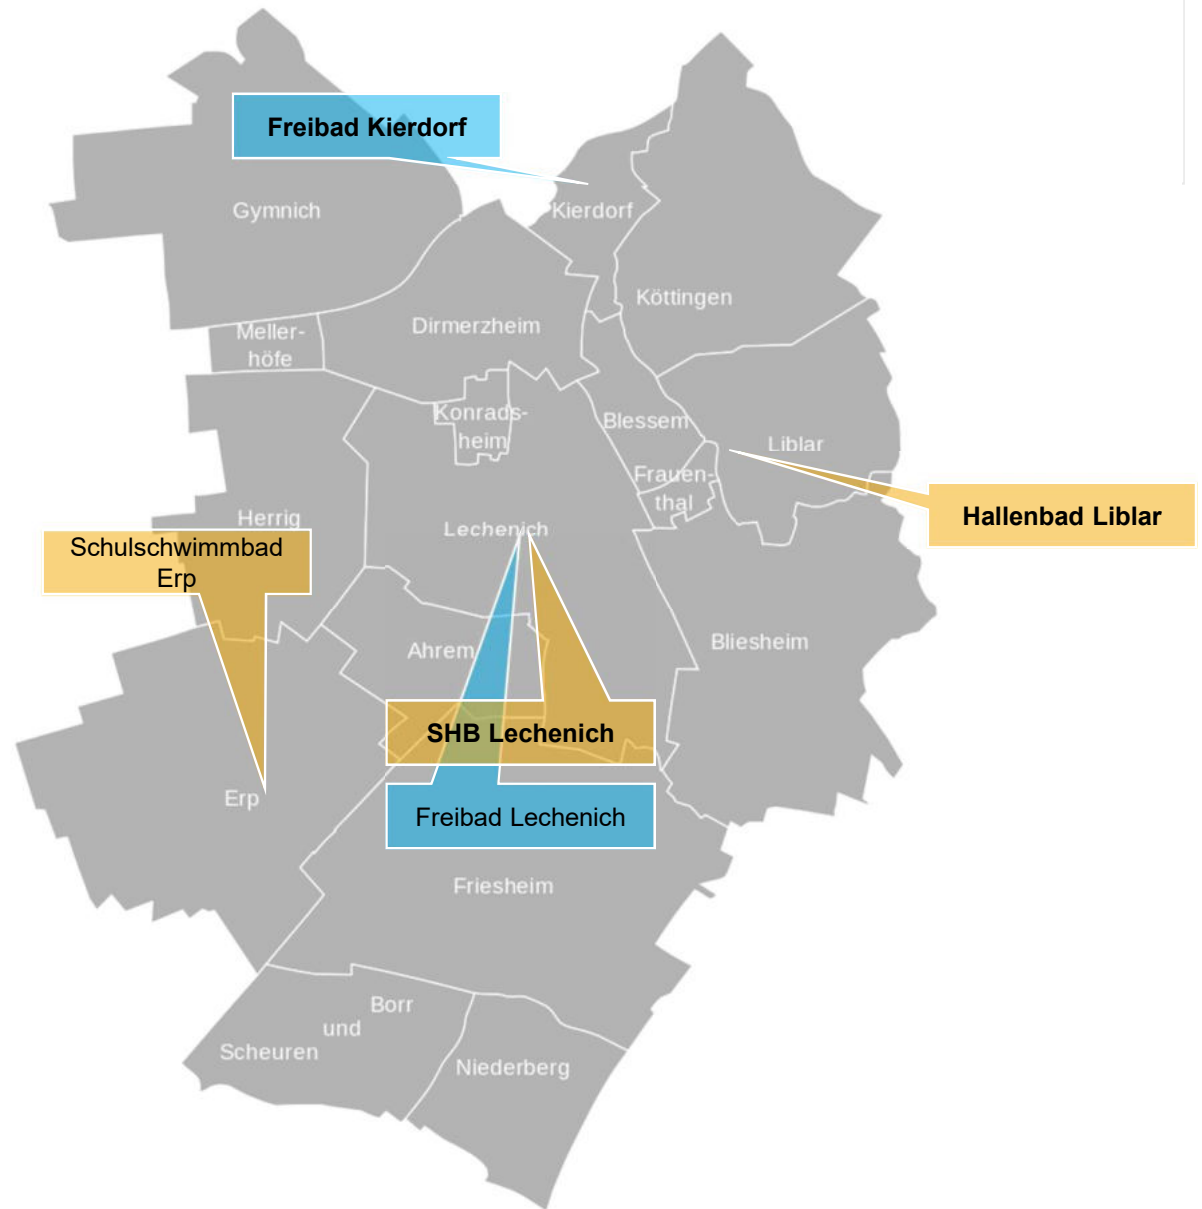 Freibad Kierdorf
Gymnich
Kierdorf
Köttingen
Dirmerzheim
Meller-
höfe
Konrads-
heim
Blessem
Liblar
Frauen-
thal
Hallenbad Liblar
Herrig
Lechenich
Schulschwimmbad
Erp
Ahrem
Bliesheim
SHB Lechenich
Erp
Freibad Lechenich
Friesheim
Borr
und
Scheuren
Niederberg